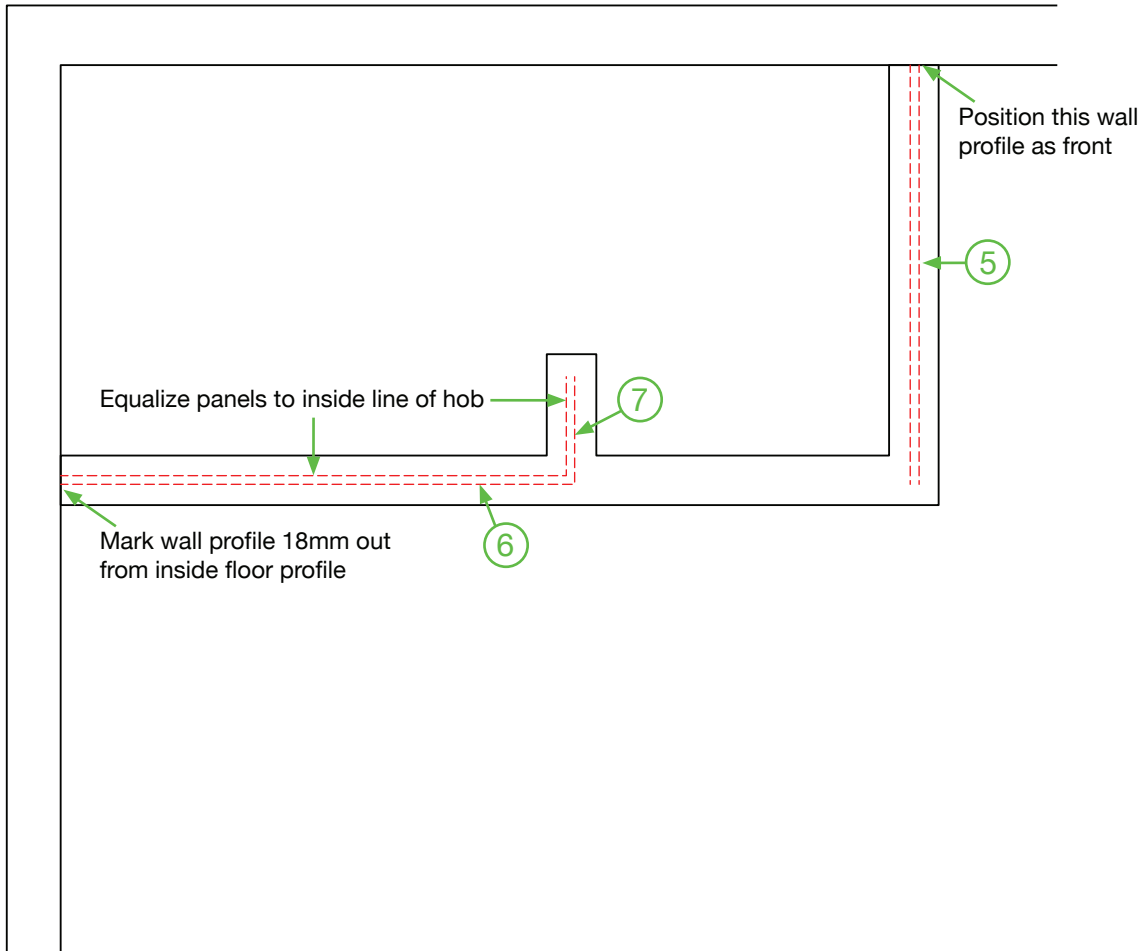 Position this wall
profile as front
5
Equalize panels to inside line of hob
7
Mark wall profile 18mm out
from inside floor profile
6